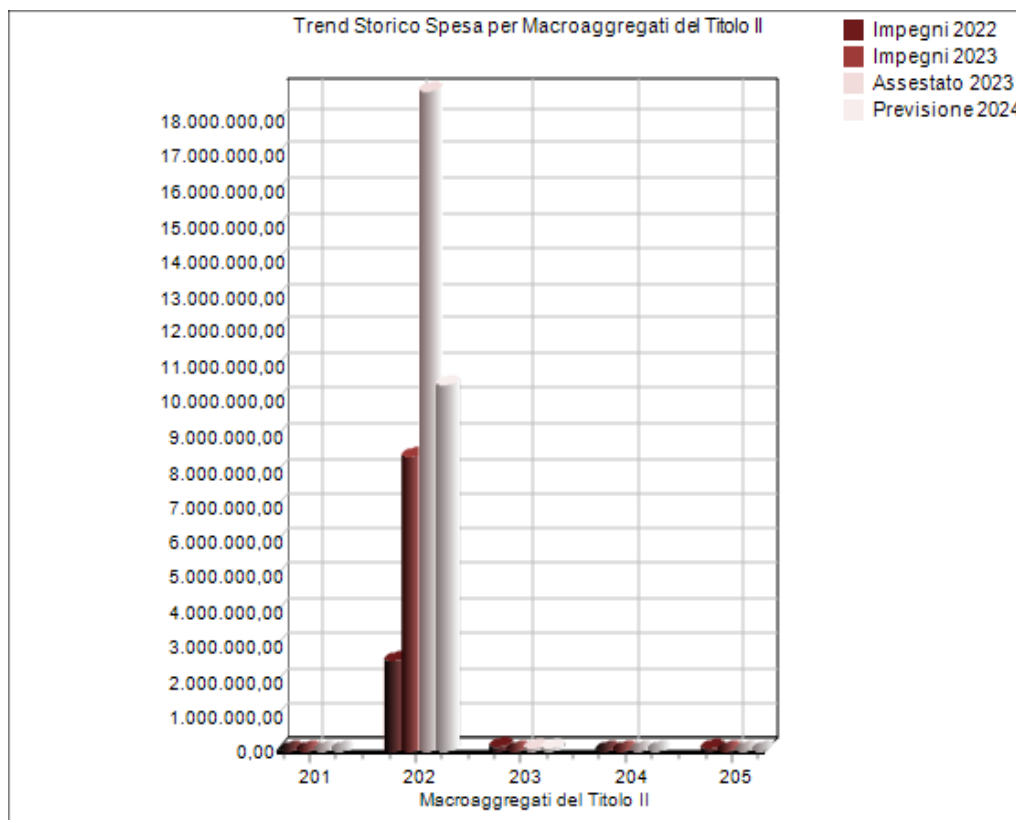 Trend Storico Spesa per Macroaggregati del Titolo II
Impegni 2022
Impegni 2023
Assestato 2023
Previsione 2024
18.000.000,00
17.000.000,00
16.000.000,00
15.000.000,00
14.000.000,00
13.000.000,00
12.000.000,00
11.000.000,00
10.000.000,00
9.000.000,00
8.000.000,00
7.000.000,00
6.000.000,00
5.000.000,00
4.000.000,00
3.000.000,00
2.000.000,00
1.000.000,00
0,00
201 202 203 204 205
Macroaggregati del Titolo II